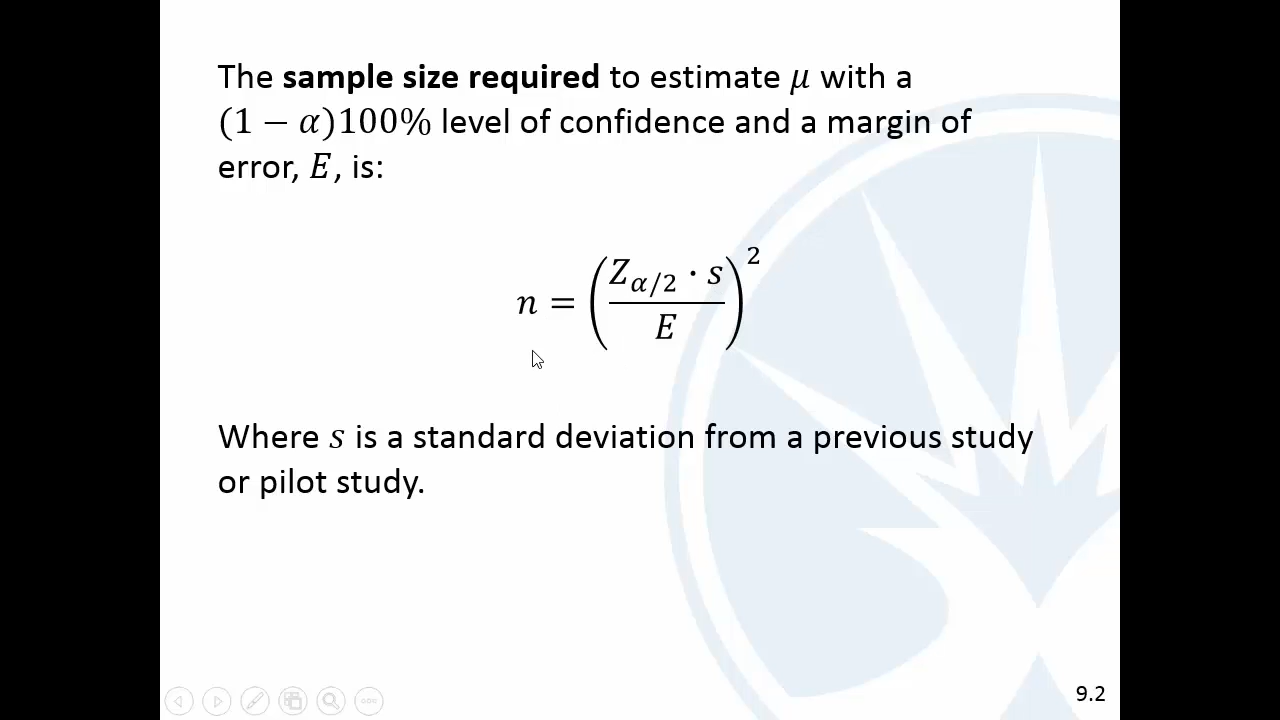 The sample size required to estimate μ with a
(1 − α)100% level of confidence and a margin of
error, E, is:
n = (Z_{α/2} · s / E)^2
Where s is a standard deviation from a previous study
or pilot study.
9.2